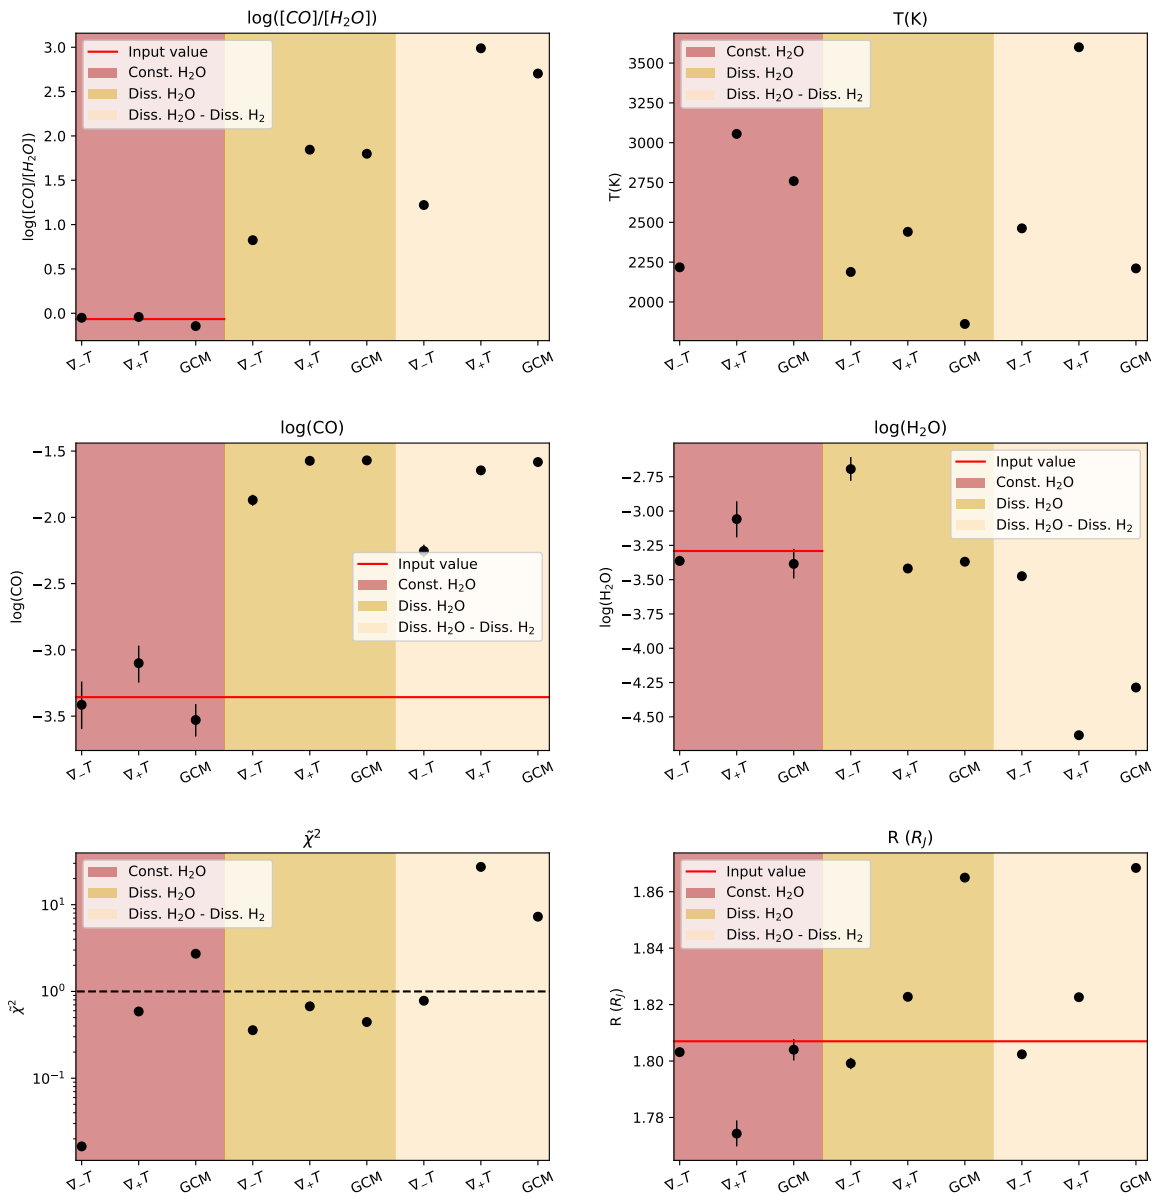 log([CO]/[H₂O])
log([CO]/[H₂O])
3.0
2.5
2.0
1.5
1.0
0.5
0.0
Input value
Const. H₂O
Diss. H₂O
Diss. H₂O - Diss. H₂
∇₋T ∇₊T GCM ∇₋T ∇₊T GCM ∇₋T ∇₊T GCM
T(K)
T(K)
3500
3250
3000
2750
2500
2250
2000
Const. H₂O
Diss. H₂O
Diss. H₂O - Diss. H₂
∇₋T ∇₊T GCM ∇₋T ∇₊T GCM ∇₋T ∇₊T GCM
log(CO)
log(CO)
−1.5
−2.0
−2.5
−3.0
−3.5
Input value
Const. H₂O
Diss. H₂O
Diss. H₂O - Diss. H₂
∇₋T ∇₊T GCM ∇₋T ∇₊T GCM ∇₋T ∇₊T GCM
log(H₂O)
log(H₂O)
−2.75
−3.00
−3.25
−3.50
−3.75
−4.00
−4.25
−4.50
Input value
Const. H₂O
Diss. H₂O
Diss. H₂O - Diss. H₂
∇₋T ∇₊T GCM ∇₋T ∇₊T GCM ∇₋T ∇₊T GCM
χ̃²
χ̃²
10¹
10⁰
10⁻¹
Const. H₂O
Diss. H₂O
Diss. H₂O - Diss. H₂
∇₋T ∇₊T GCM ∇₋T ∇₊T GCM ∇₋T ∇₊T GCM
R (R_J)
R (R_J)
1.86
1.84
1.82
1.80
1.78
Input value
Const. H₂O
Diss. H₂O
Diss. H₂O - Diss. H₂
∇₋T ∇₊T GCM ∇₋T ∇₊T GCM ∇₋T ∇₊T GCM